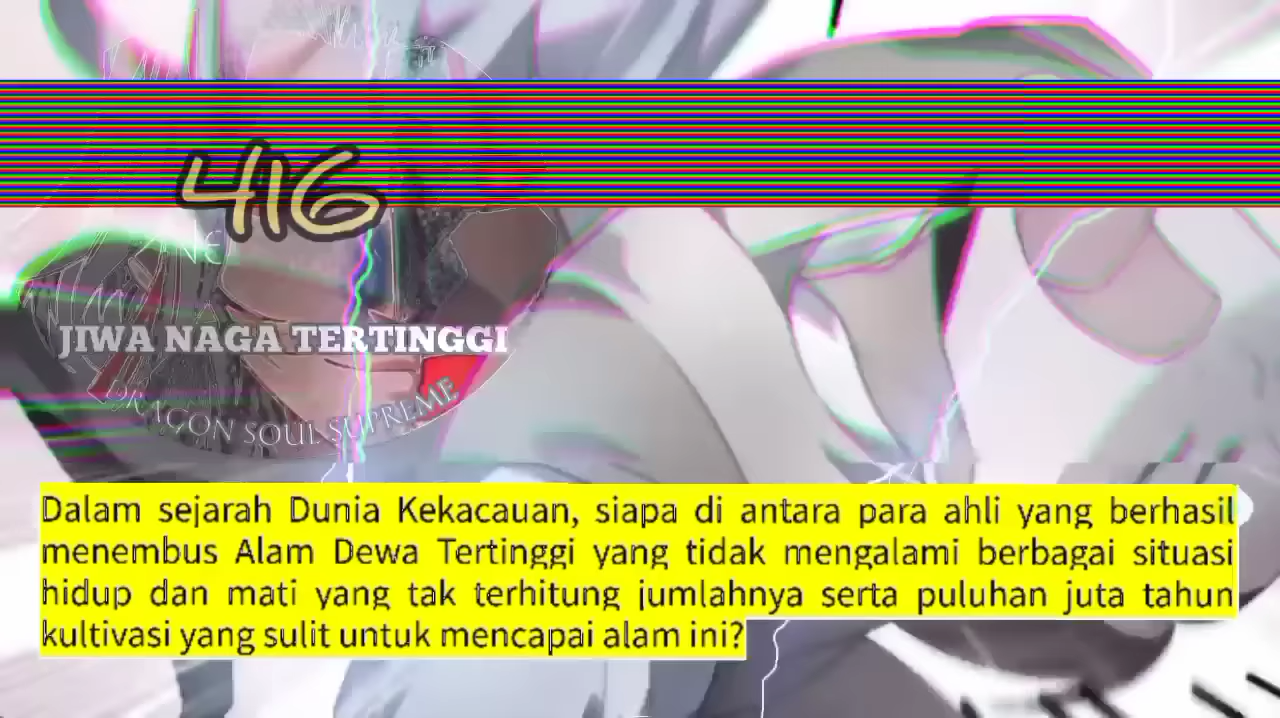 416
JIWA NAGA TERTINGGI
DRAGON SOUL SUPREME
Dalam sejarah Dunia Kekacauan, siapa di antara para ahli yang berhasil
menembus Alam Dewa Tertinggi yang tidak mengalami berbagai situasi
hidup dan mati yang tak terhitung jumlahnya serta puluhan juta tahun
kultivasi yang sulit untuk mencapai alam ini?